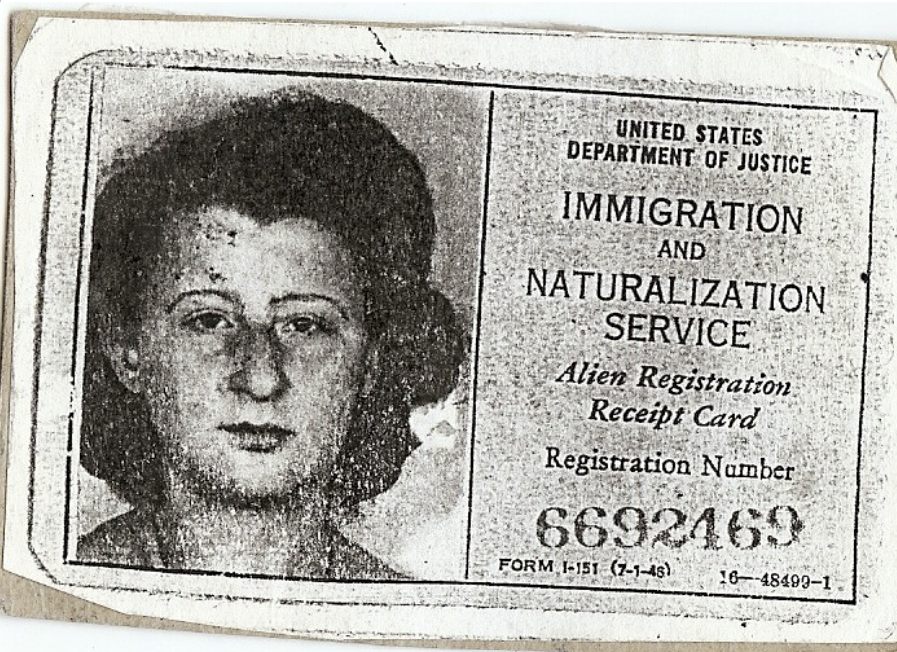 UNITED STATES
DEPARTMENT OF JUSTICE
IMMIGRATION
AND
NATURALIZATION
SERVICE
Alien Registration
Receipt Card
Registration Number
6692469
FORM I-151 (7-1-46)
16—48499-1